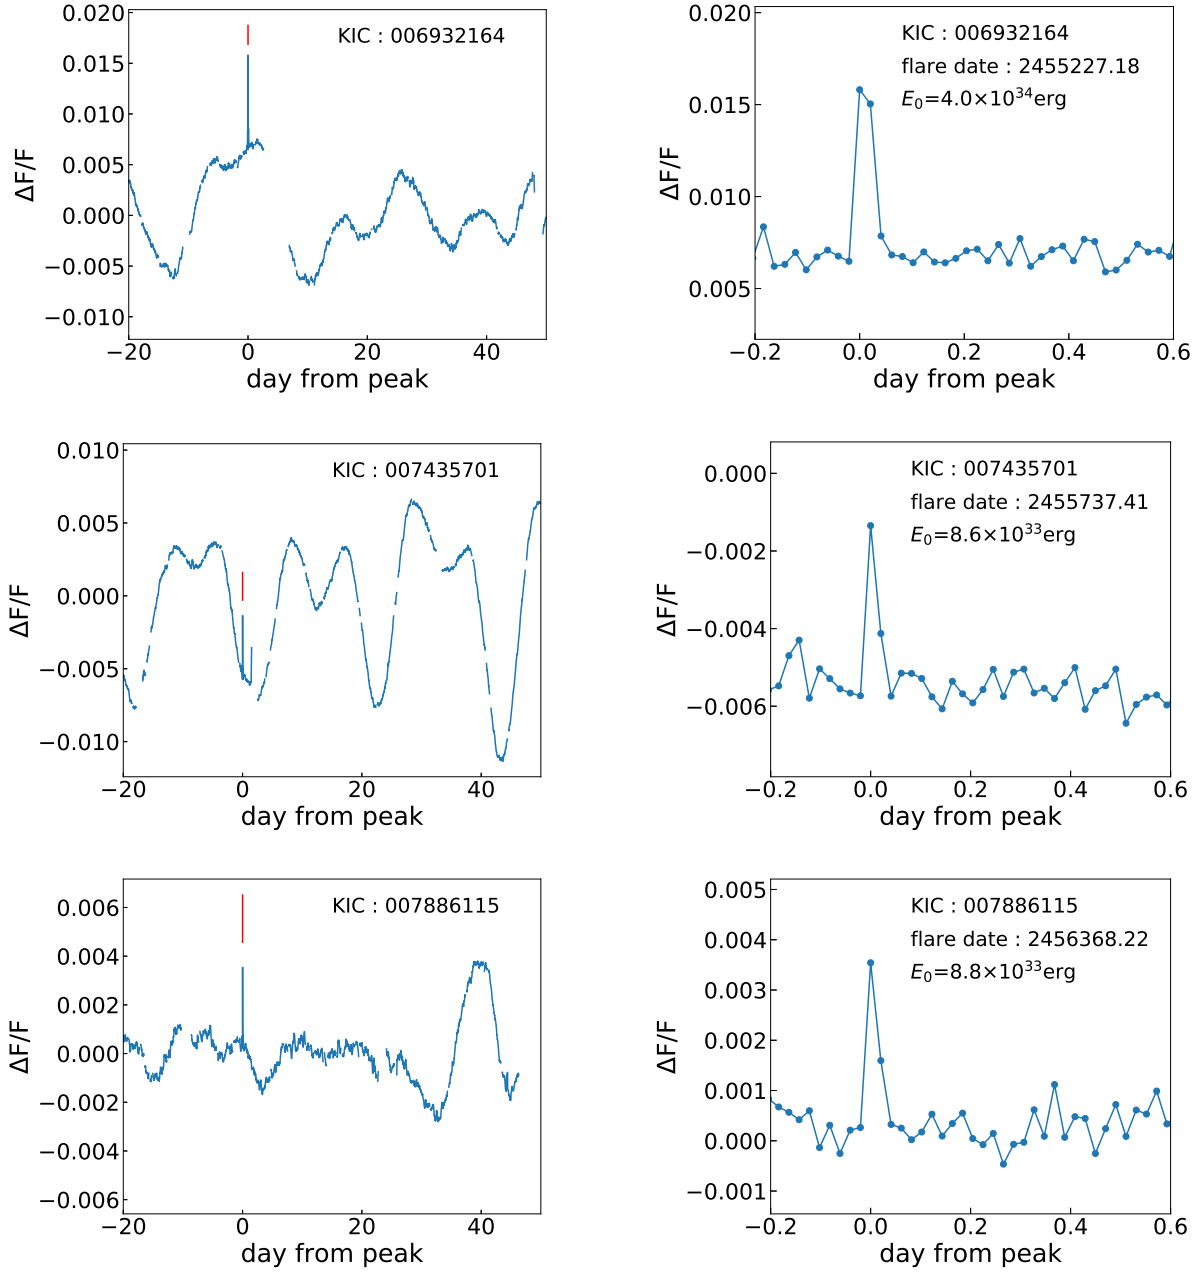 0.020
0.015
0.010
0.005
0.000
−0.005
−0.010
ΔF/F
KIC : 006932164
−20
0
20
40
day from peak
0.020
0.015
0.010
0.005
ΔF/F
KIC : 006932164
flare date : 2455227.18
E₀=4.0×10³⁴erg
−0.2
0.0
0.2
0.4
0.6
day from peak
0.010
0.005
0.000
−0.005
−0.010
ΔF/F
KIC : 007435701
−20
0
20
40
day from peak
0.000
−0.002
−0.004
−0.006
ΔF/F
KIC : 007435701
flare date : 2455737.41
E₀=8.6×10³³erg
−0.2
0.0
0.2
0.4
0.6
day from peak
0.006
0.004
0.002
0.000
−0.002
−0.004
−0.006
ΔF/F
KIC : 007886115
−20
0
20
40
day from peak
0.005
0.004
0.003
0.002
0.001
0.000
−0.001
ΔF/F
KIC : 007886115
flare date : 2456368.22
E₀=8.8×10³³erg
−0.2
0.0
0.2
0.4
0.6
day from peak